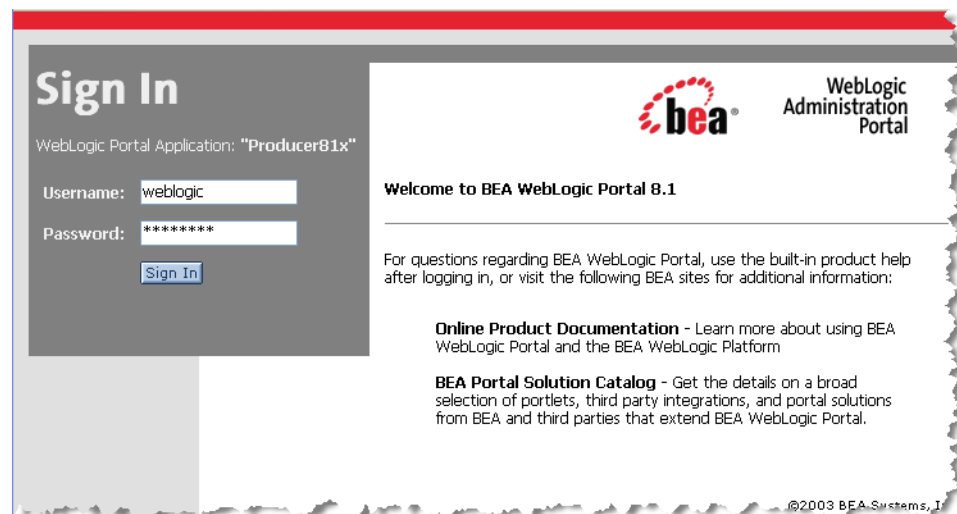 Sign In
WebLogic Portal Application: "Producer81x"
Username: weblogic
Password: ********
Sign In
bea
WebLogic
Administration
Portal
Welcome to BEA WebLogic Portal 8.1
For questions regarding BEA WebLogic Portal, use the built-in product help
after logging in, or visit the following BEA sites for additional information:
Online Product Documentation - Learn more about using BEA
WebLogic Portal and the BEA WebLogic Platform
BEA Portal Solution Catalog - Get the details on a broad
selection of portlets, third party integrations, and portal solutions
from BEA and third parties that extend BEA WebLogic Portal.
©2003 BEA Systems,